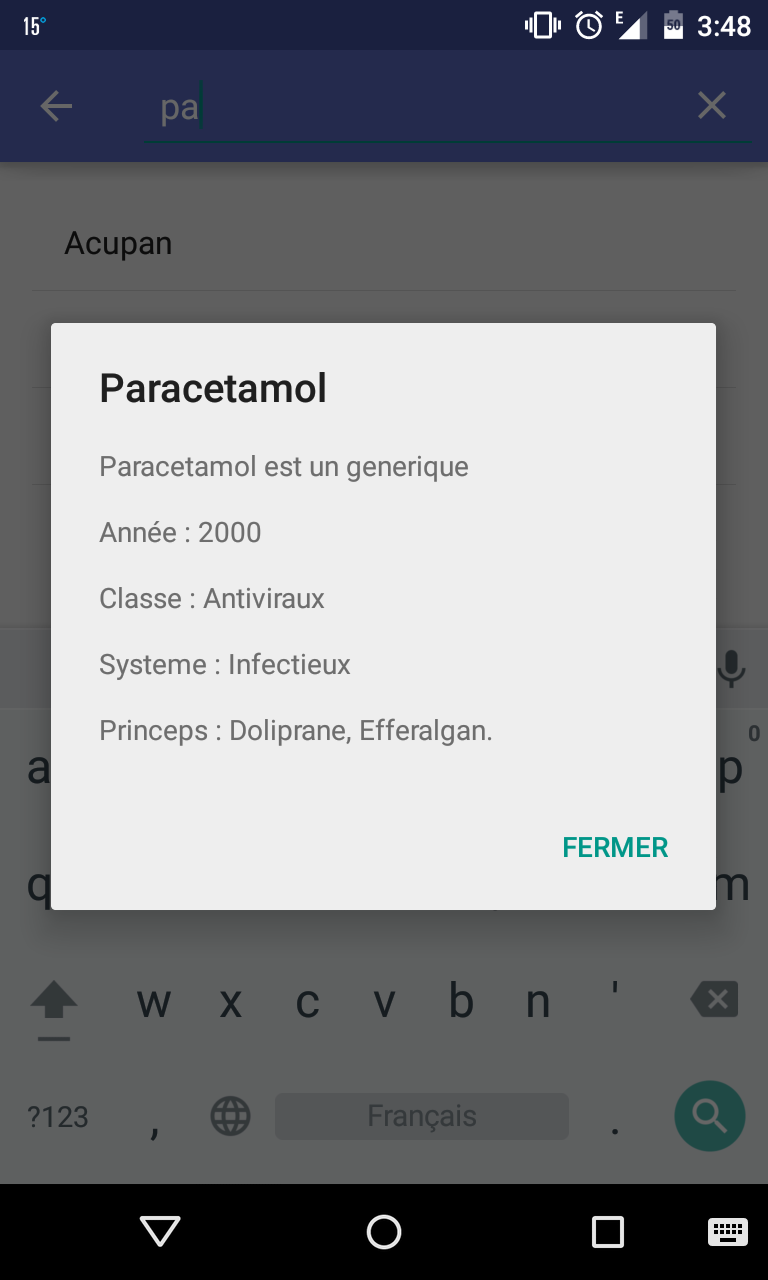 15°
E
50
3:48
pa
Acupan
Paracetamol
Paracetamol est un generique
Année : 2000
Classe : Antiviraux
Systeme : Infectieux
Princeps : Doliprane, Efferalgan.
FERMER
0
a p
q m
w x c v b n '
?123 , Français .